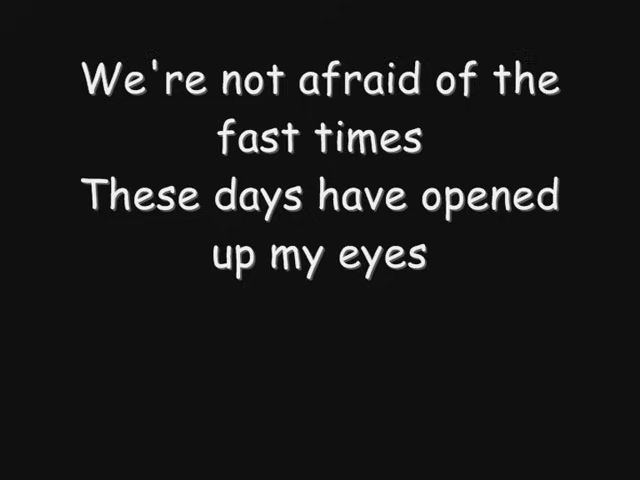 We're not afraid of the
fast times
These days have opened
up my eyes